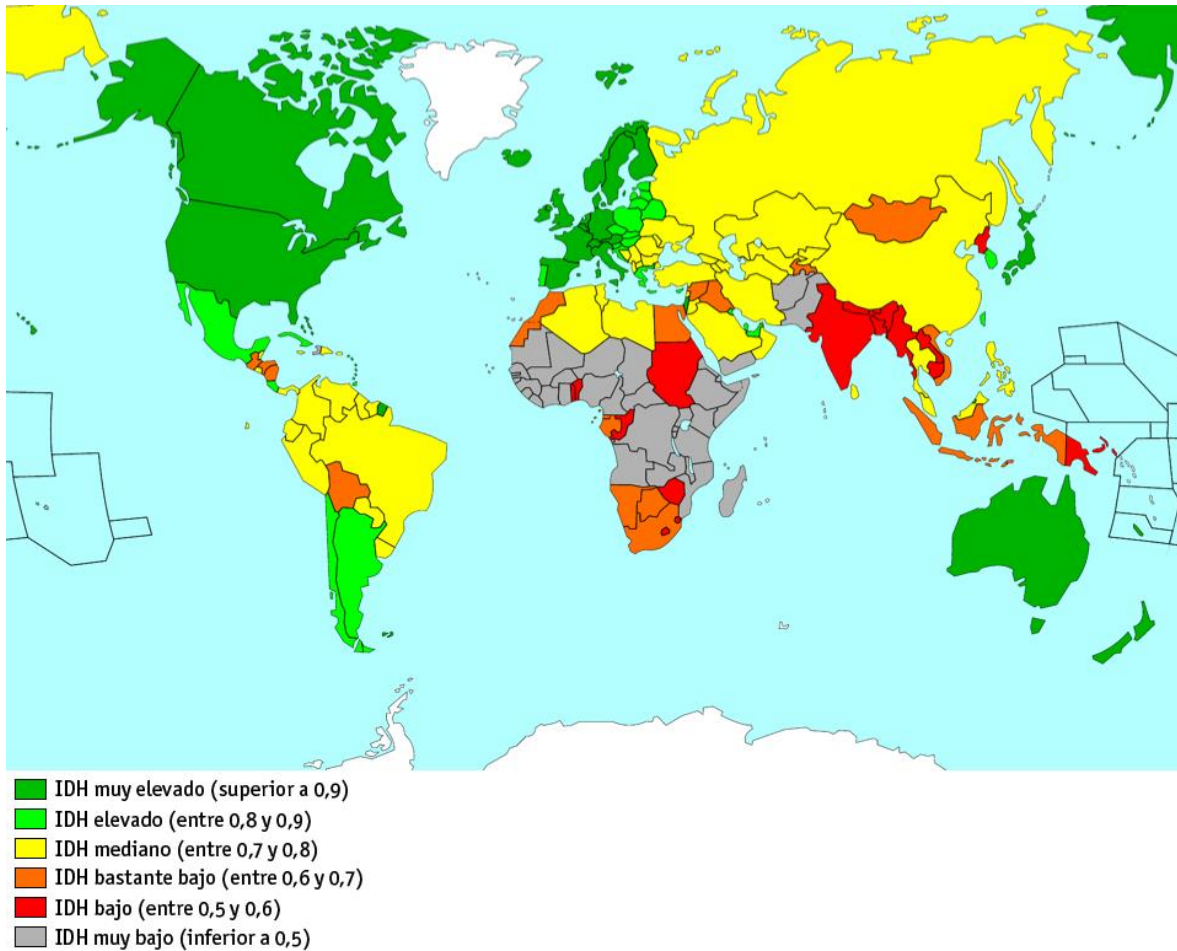 IDH muy elevado (superior a 0,9)
IDH elevado (entre 0,8 y 0,9)
IDH mediano (entre 0,7 y 0,8)
IDH bastante bajo (entre 0,6 y 0,7)
IDH bajo (entre 0,5 y 0,6)
IDH muy bajo (inferior a 0,5)